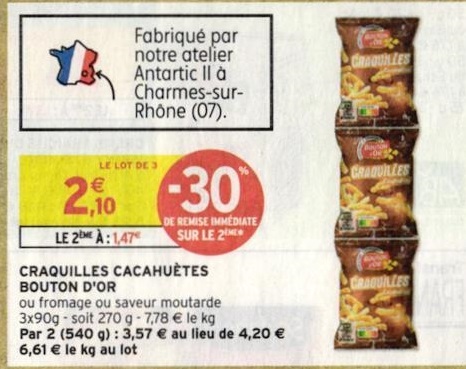 Fabriqué par
notre atelier
Antartic II à
Charmes-sur-
Rhône (07).
LE LOT DE 3
2€,10
-30%
DE REMISE IMMÉDIATE
SUR LE 2ÈME
LE 2ÈME À : 1,47€
CRAQUILLES CACAHUÈTES
BOUTON D'OR
ou fromage ou saveur moutarde
3x90g - soit 270 g - 7,78 € le kg
Par 2 (540 g) : 3,57 € au lieu de 4,20 €
6,61 € le kg au lot
Bouton
d'Or
CRAQUILLES
Bouton
d'Or
CRAQUILLES
Bouton
d'Or
CRAQUILLES